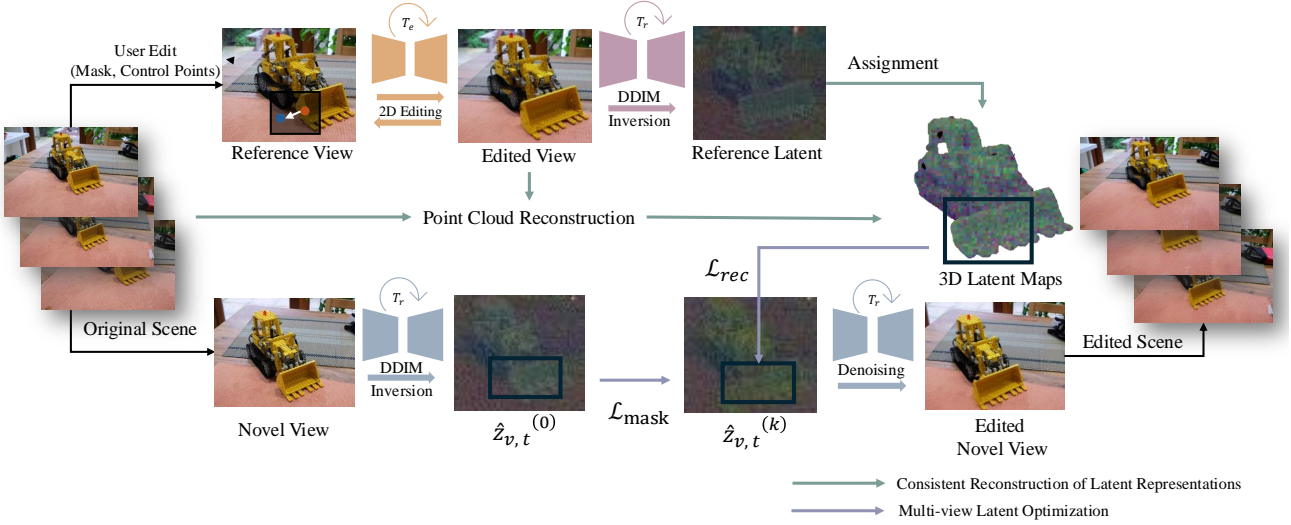 User Edit
(Mask, Control Points)
T_e
T_r
2D Editing
DDIM
Inversion
Assignment
Reference View
Edited View
Reference Latent
Point Cloud Reconstruction
3D Latent Maps
ℒ_rec
Original Scene
T_r
DDIM
Inversion
ℒ_mask
T_r
Denoising
Edited Scene
Novel View
ẑ_{v, t}^{(0)}
ẑ_{v, t}^{(k)}
Edited
Novel View
Consistent Reconstruction of Latent Representations
Multi-view Latent Optimization